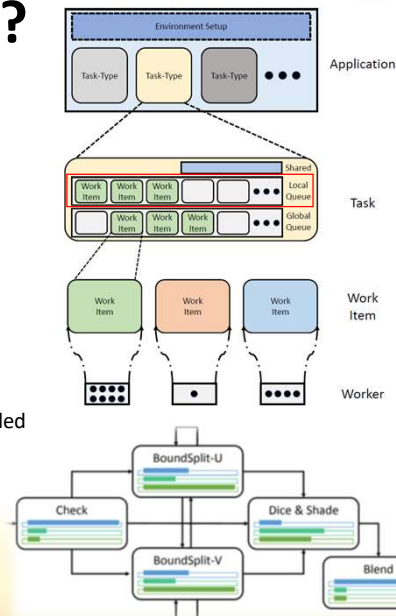 ?
Environment Setup
Task-Type
Task-Type
Task-Type
Application
Shared
Work
Item
Work
Item
Work
Item
Local
Queue
Task
Work
Item
Work
Item
Work
Item
Global
Queue
Work
Item
Work
Item
Work
Item
Work
Item
Worker
led
BoundSplit-U
Check
Dice & Shade
BoundSplit-V
Blend